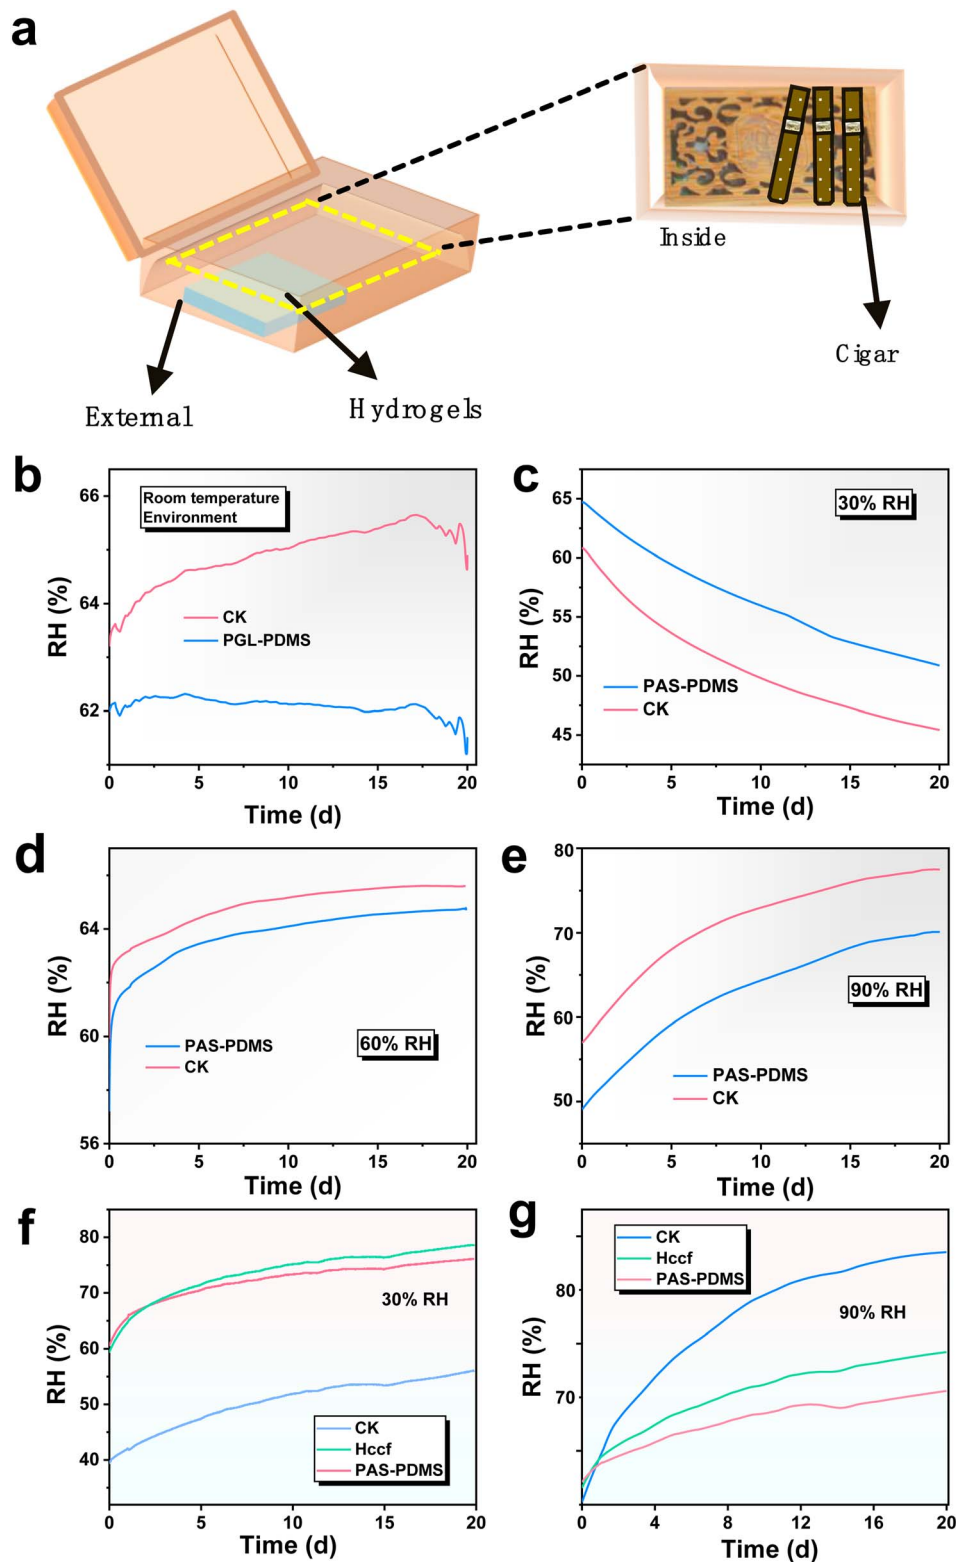 a
Inside
Cigar
External
Hydrogels
b
Room temperature
Environment
CK
PGL-PDMS
RH (%)
66
64
62
0 5 10 15 20
Time (d)
c
30% RH
PAS-PDMS
CK
RH (%)
65
60
55
50
45
0 5 10 15 20
Time (d)
d
PAS-PDMS
CK
60% RH
RH (%)
64
60
56
0 5 10 15 20
Time (d)
e
90% RH
PAS-PDMS
CK
RH (%)
80
70
60
50
0 5 10 15 20
Time (d)
f
30% RH
CK
Hccf
PAS-PDMS
RH (%)
80
70
60
50
40
0 5 10 15 20
Time (d)
g
CK
Hccf
PAS-PDMS
90% RH
RH (%)
80
70
0 4 8 12 16 20
Time (d)